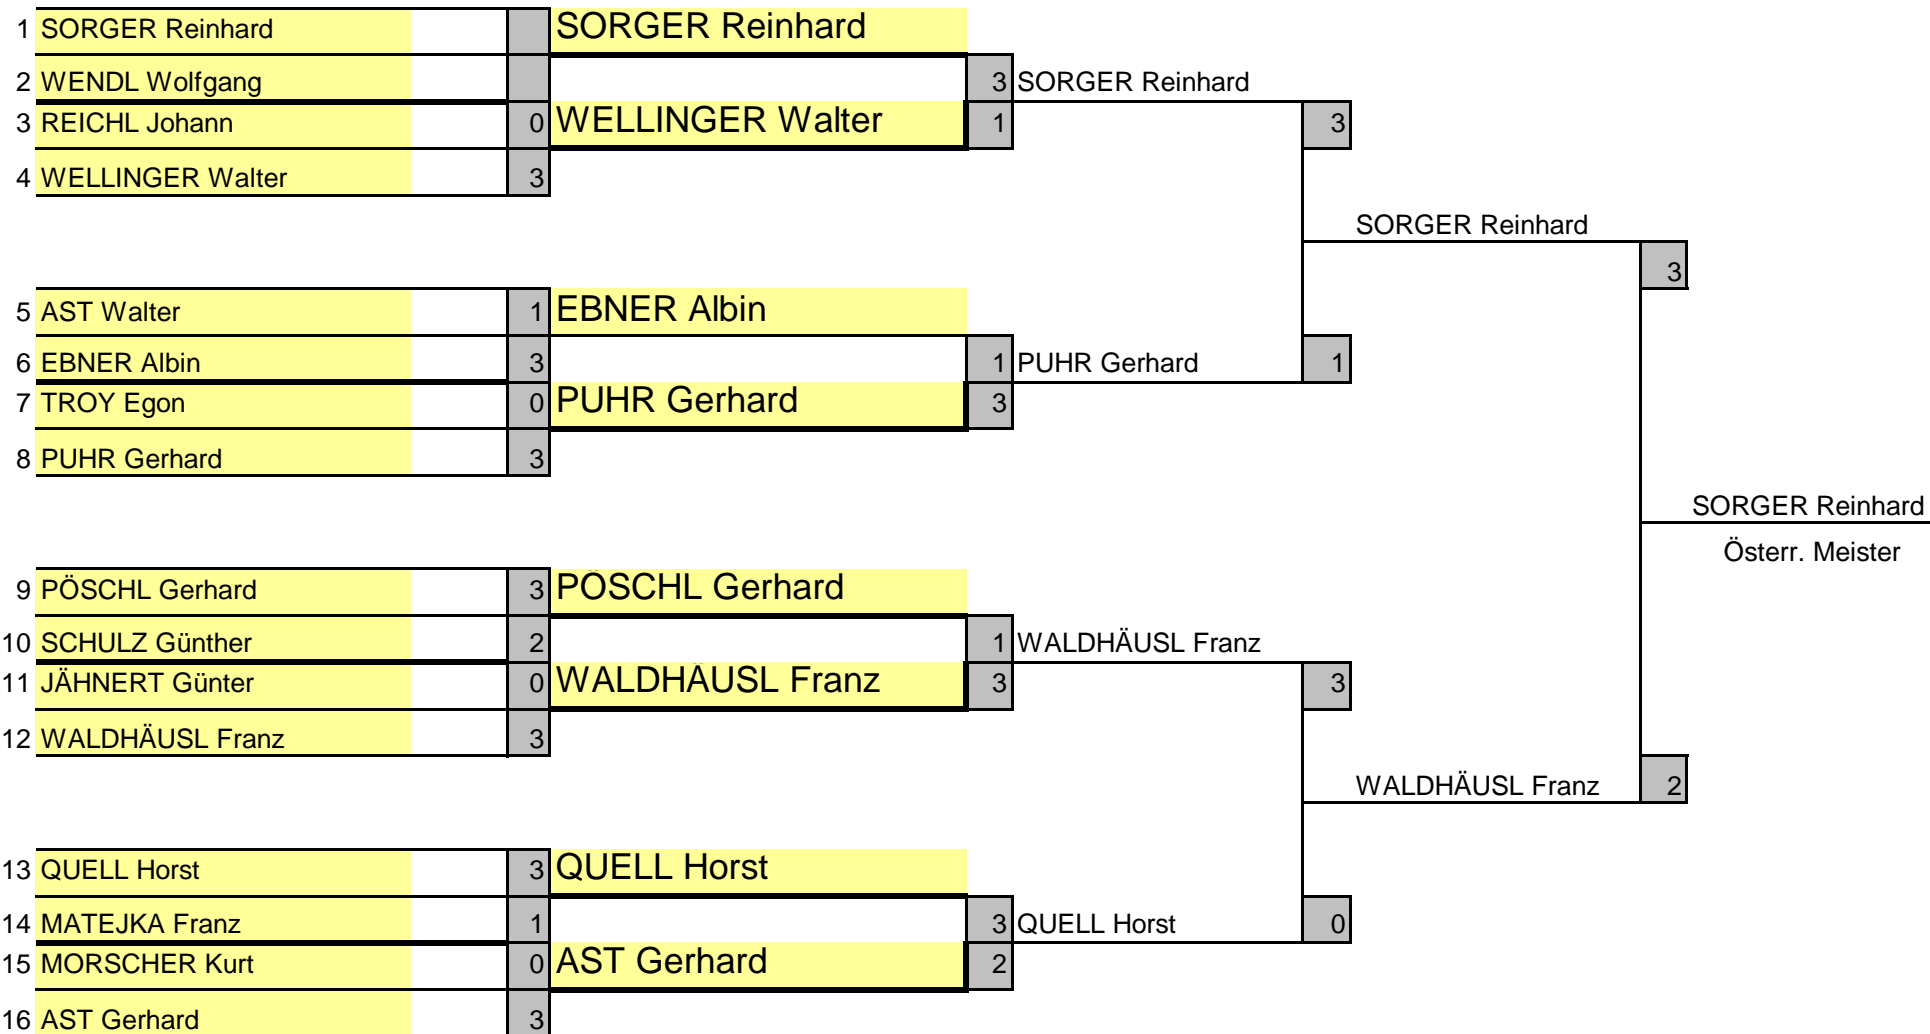 1 SORGER Reinhard SORGER Reinhard
2 WENDL Wolfgang 3 SORGER Reinhard
3 REICHL Johann 0 WELLINGER Walter 1 3
4 WELLINGER Walter 3
SORGER Reinhard
3
5 AST Walter 1 EBNER Albin
6 EBNER Albin 3 1 PUHR Gerhard 1
7 TROY Egon 0 PUHR Gerhard 3
8 PUHR Gerhard 3
SORGER Reinhard
Österr. Meister
9 PÖSCHL Gerhard 3 PÖSCHL Gerhard
10 SCHULZ Günther 2 1 WALDHÄUSL Franz
11 JÄHNERT Günter 0 WALDHÄUSL Franz 3 3
12 WALDHÄUSL Franz 3
WALDHÄUSL Franz 2
13 QUELL Horst 3 QUELL Horst
14 MATEJKA Franz 1 3 QUELL Horst 0
15 MORSCHER Kurt 0 AST Gerhard 2
16 AST Gerhard 3